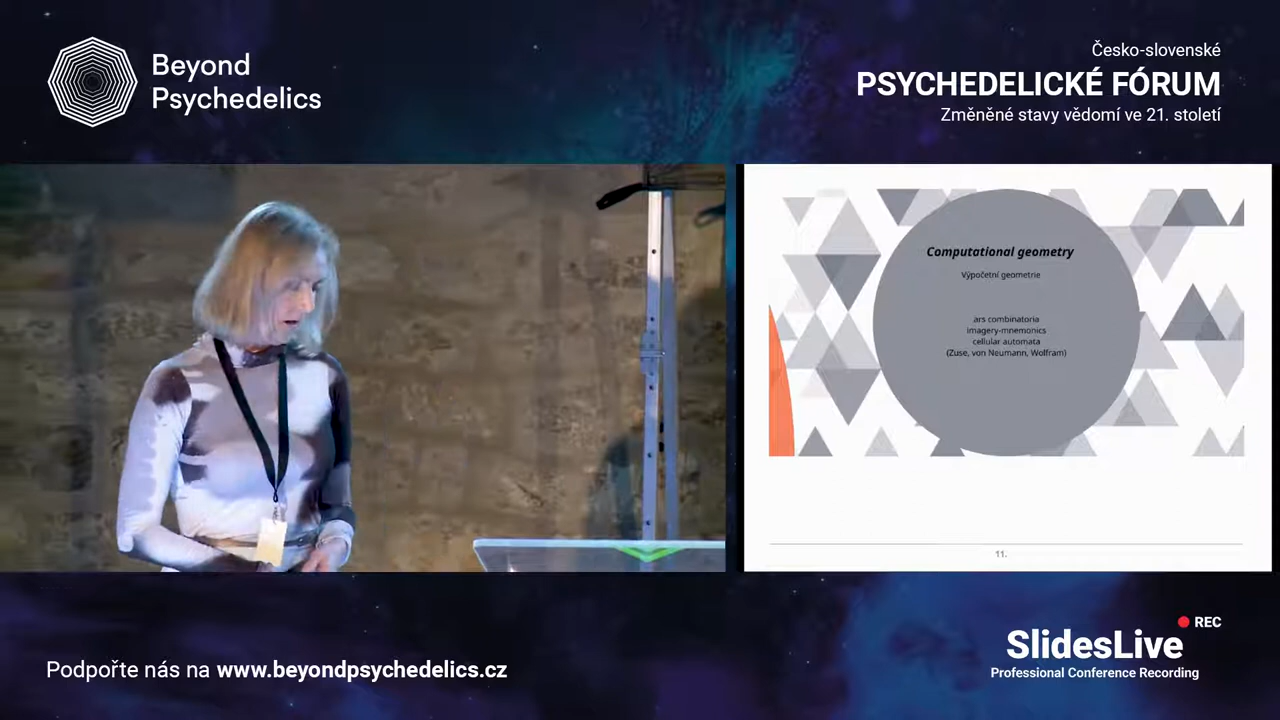 Beyond
Psychedelics
Česko-slovenské
PSYCHEDELICKÉ FÓRUM
Změněné stavy vědomí ve 21. století
Computational geometry
Výpočetní geometrie
ars combinatoria
imagery-mnemonics
cellular automata
(Zuse, von Neumann, Wolfram)
11.
Podpořte nás na www.beyondpsychedelics.cz
REC
SlidesLive
Professional Conference Recording